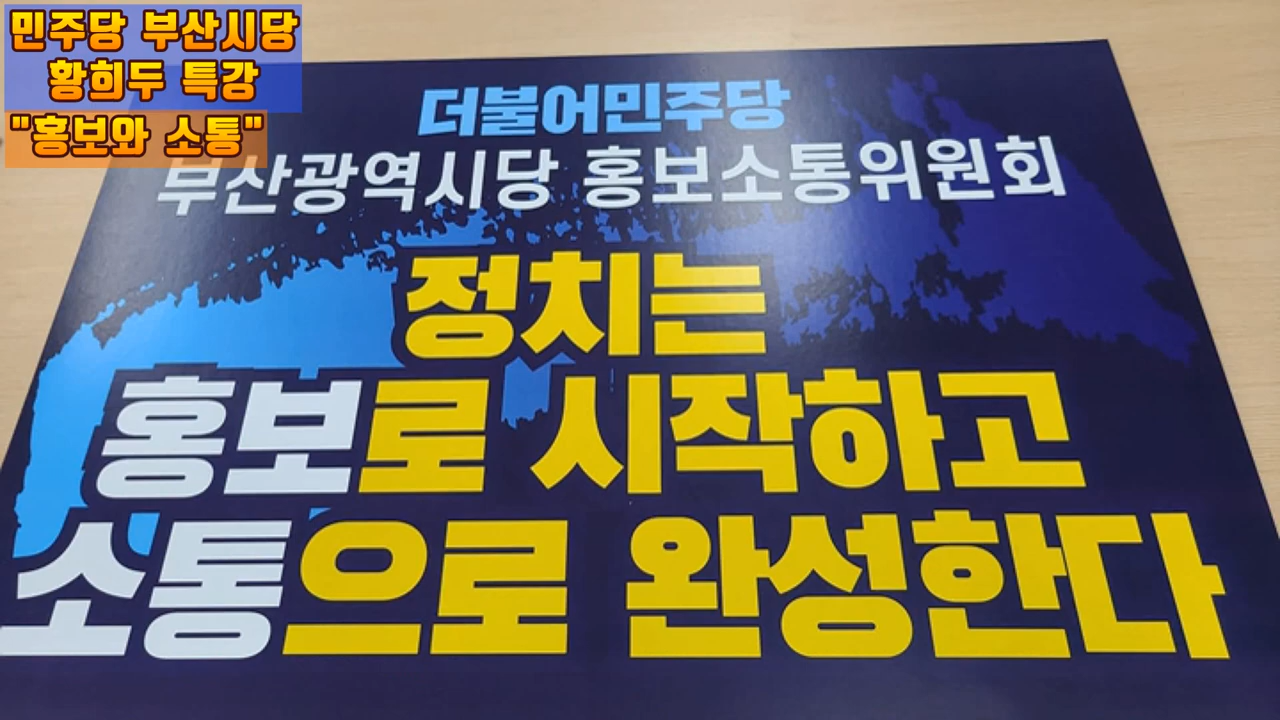 민주당 부산시당
황희두 특강
"홍보와 소통"
더불어민주당
부산광역시당 홍보소통위원회
정치는
홍보로 시작하고
소통으로 완성한다